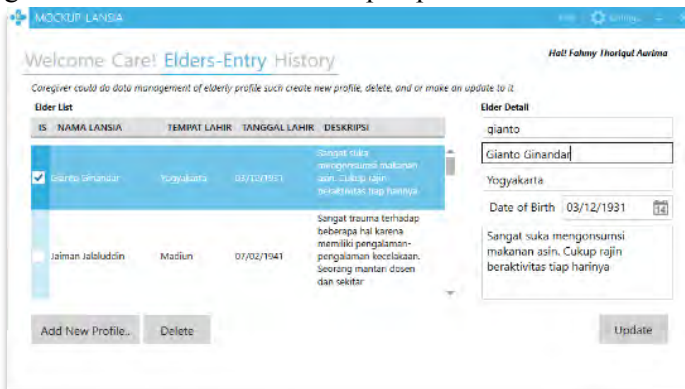 MOCKUP LANSIA
Welcome Care! Elders-Entry History
Hai! Fahmy Thoriqul Aurima
Caregiver could do data management of elderly profile such create new profile, delete, and or make an update to it
Elder List
Elder Detail
IS NAMA LANSIA TEMPAT LAHIR TANGGAL LAHIR DESKRIPSI
Gianto Ginandar Yogyakarta 03/12/1931
Sangat suka
mengonsumsi makanan
asin. Cukup rajin
beraktivitas tiap harinya
Jaiman Jalaluddin Madiun 07/02/1941
Sangat trauma terhadap
beberapa hal karena
memiliki pengalaman-
pengalaman kecelakaan.
Seorang mantan dosen
dan sekitar
gianto
Gianto Ginandar
Yogyakarta
Date of Birth 03/12/1931 14
Sangat suka mengonsumsi
makanan asin. Cukup rajin
beraktivitas tiap harinya
Add New Profile.. Delete
Update